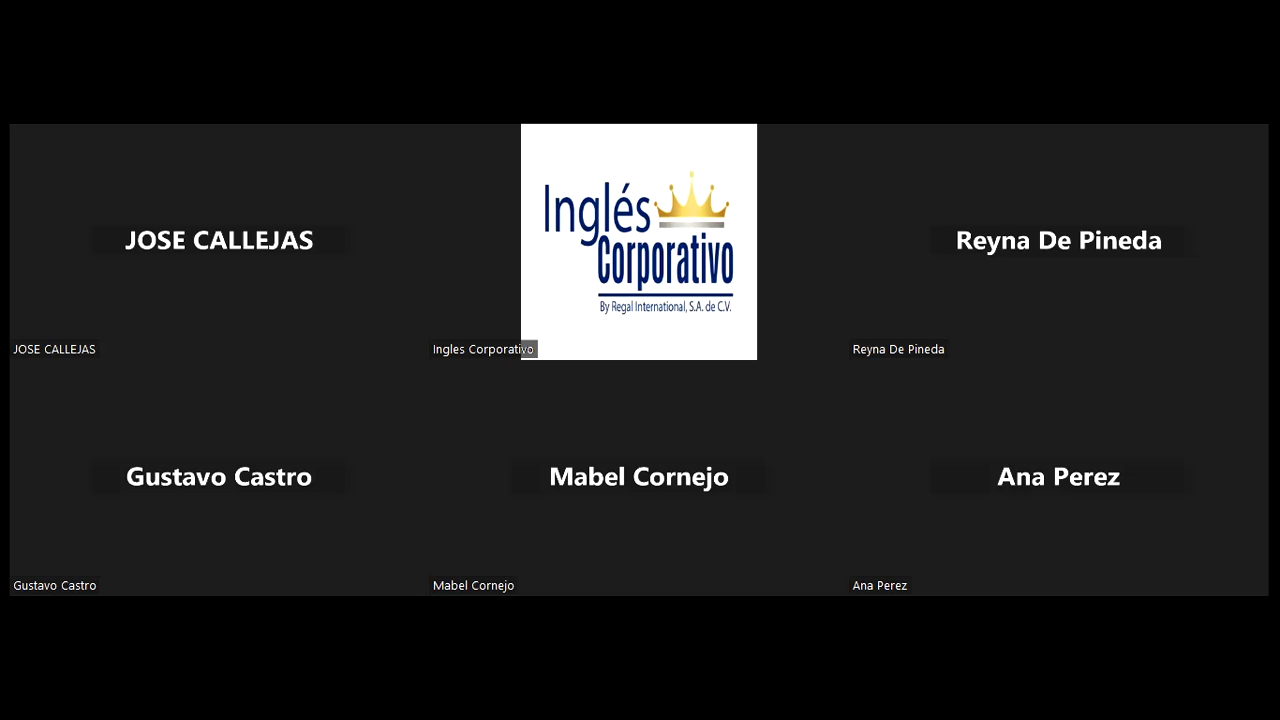 JOSE CALLEJAS
JOSE CALLEJAS
Inglés
Corporativo
By Regal International, S.A. de C.V.
Ingles Corporativo
Reyna De Pineda
Reyna De Pineda
Gustavo Castro
Gustavo Castro
Mabel Cornejo
Mabel Cornejo
Ana Perez
Ana Perez